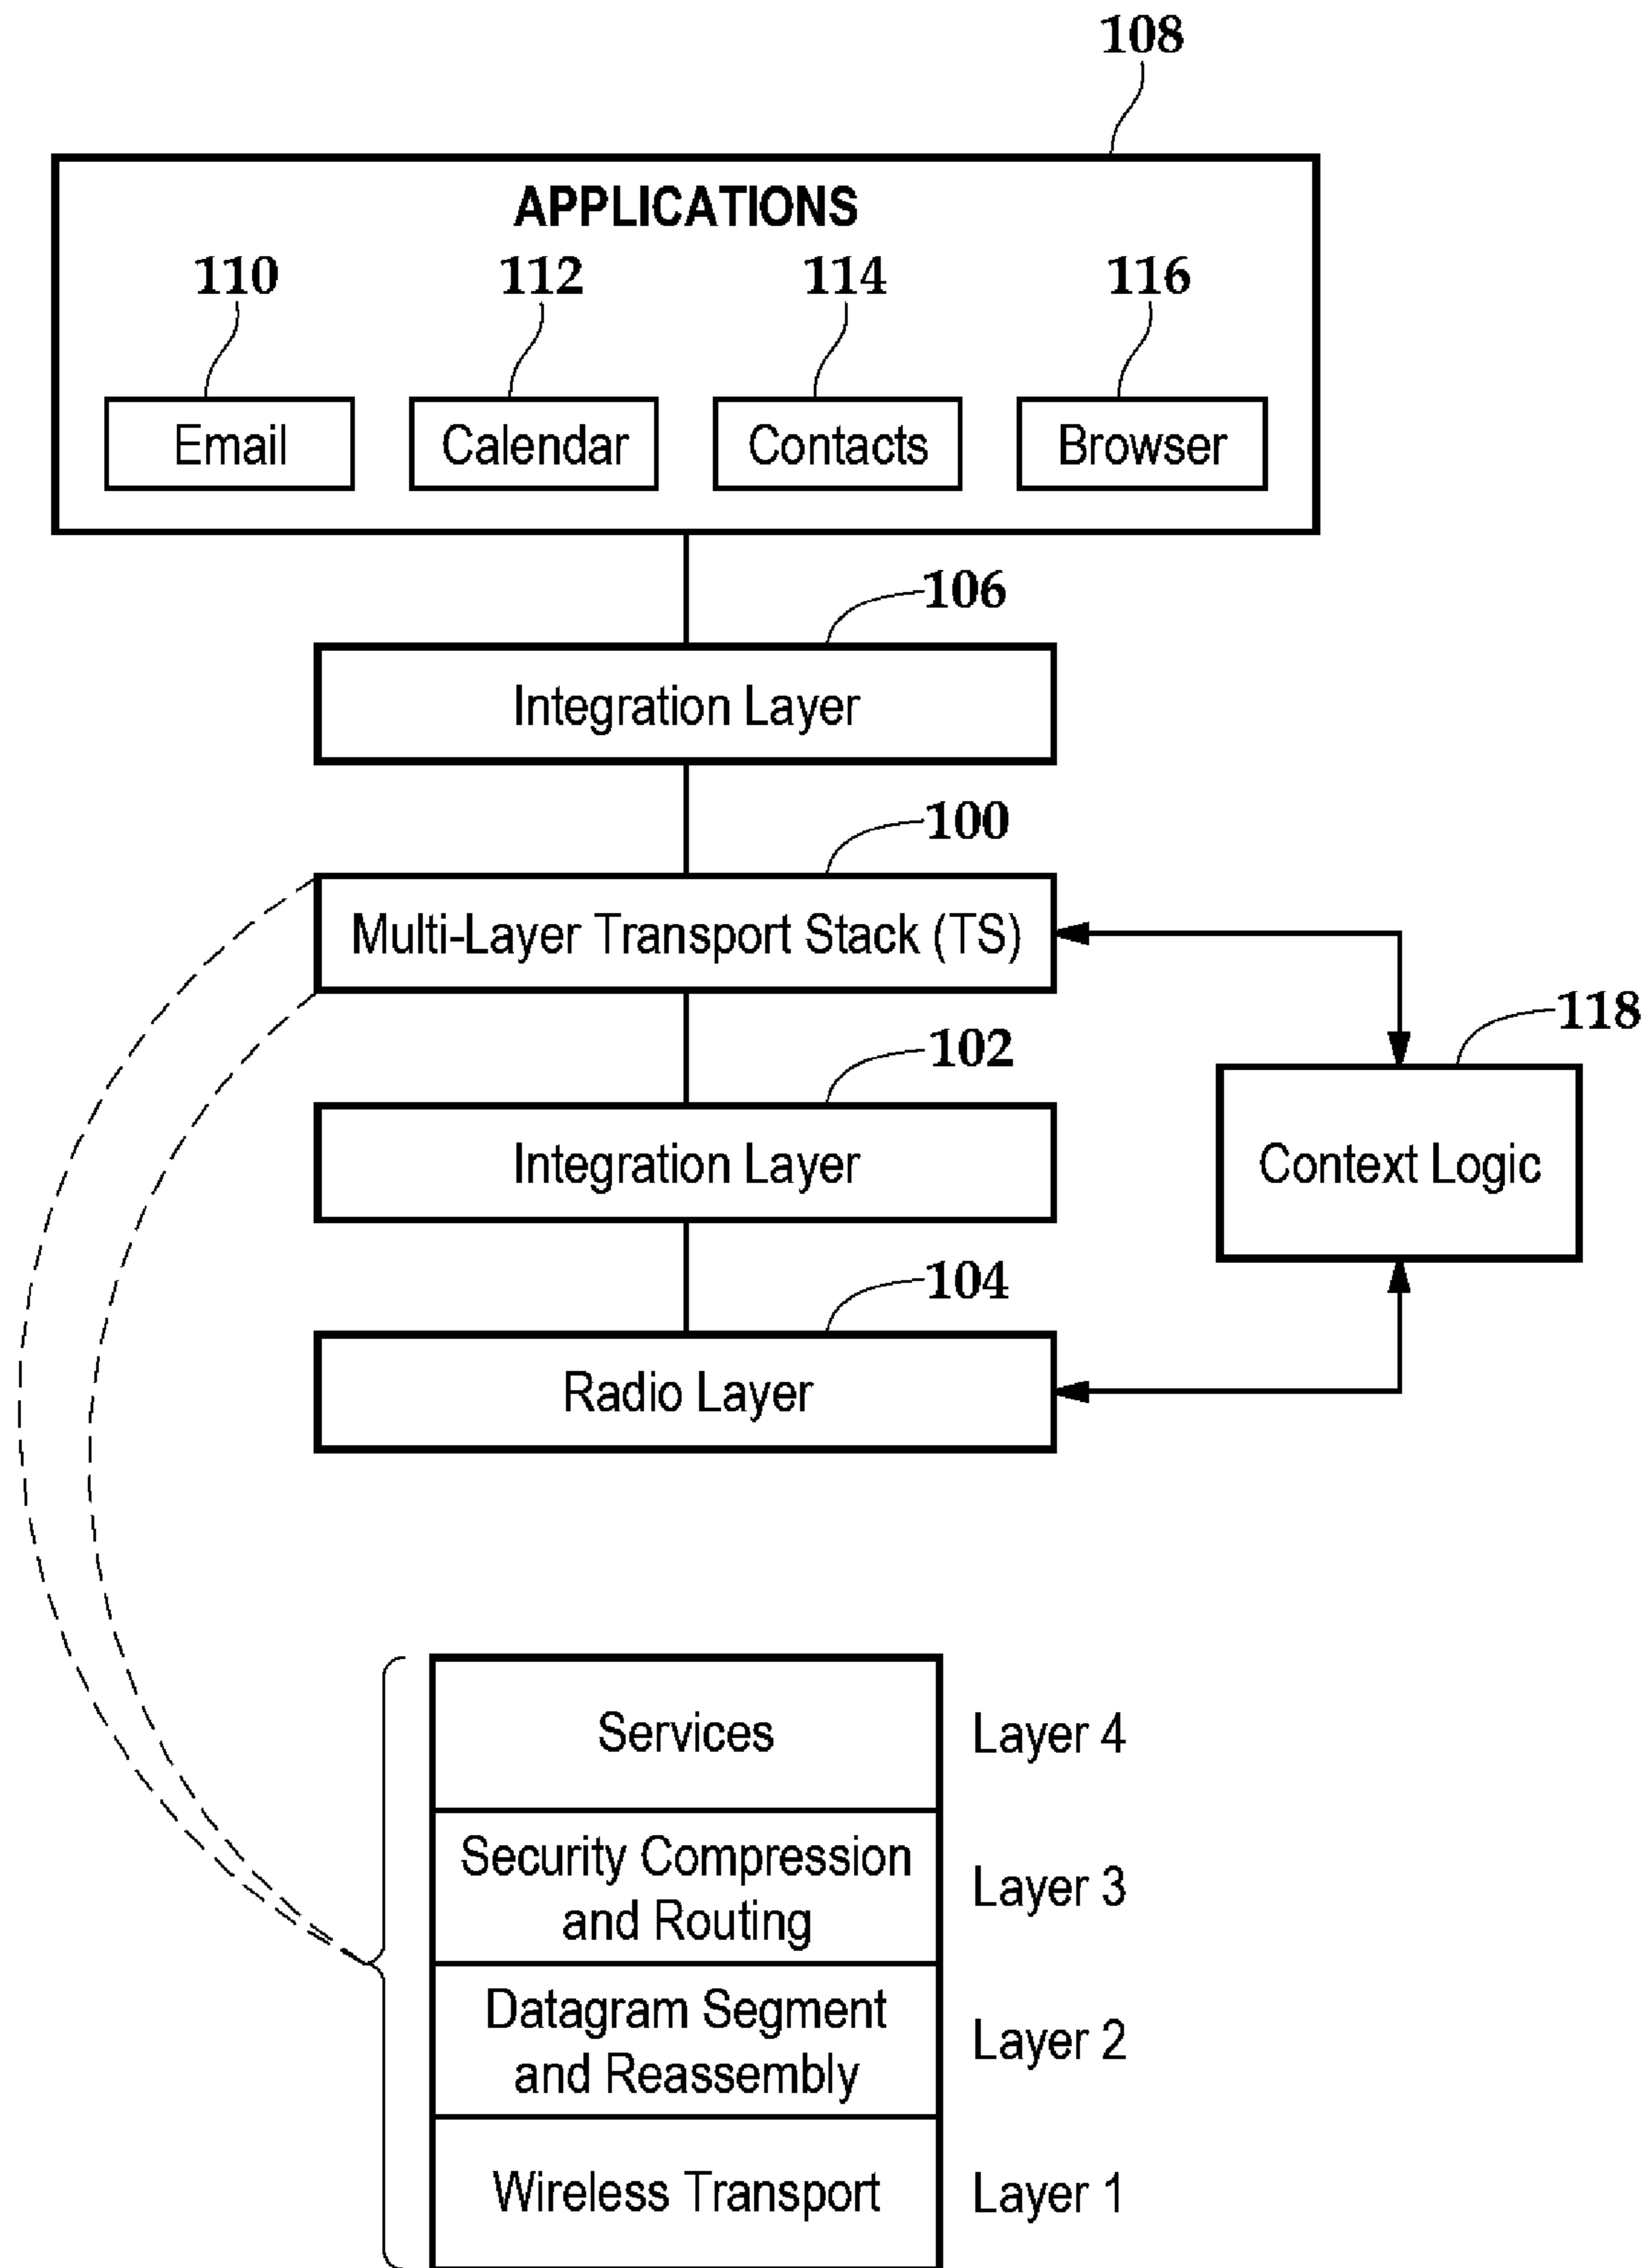 108
APPLICATIONS
110 112 114 116
Email Calendar Contacts Browser
106
Integration Layer
100
Multi-Layer Transport Stack (TS)
118
102
Integration Layer
Context Logic
104
Radio Layer
Services
Layer 4
Security Compression
and Routing
Layer 3
Datagram Segment
and Reassembly
Layer 2
Wireless Transport
Layer 1